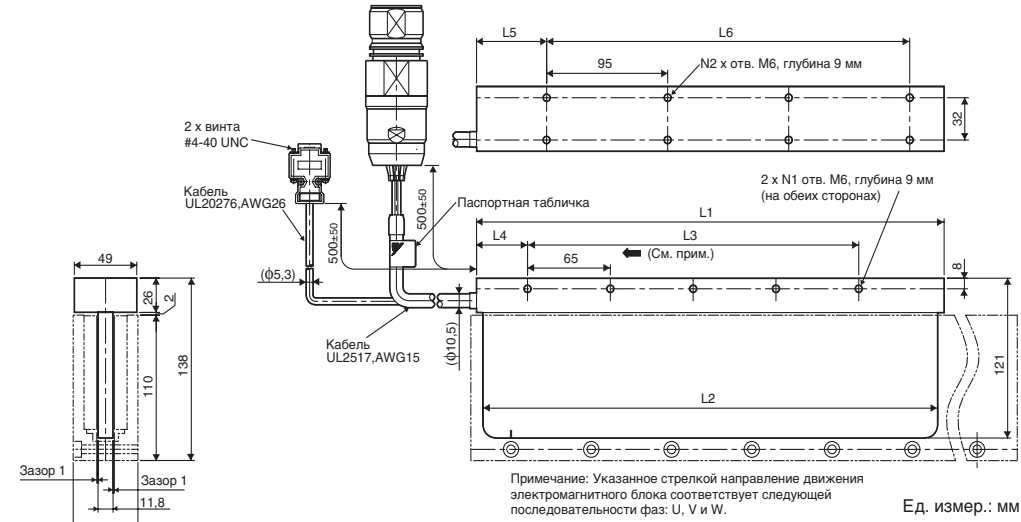 L5
L6
95
N2 x отв. M6, глубина 9 мм
32
2 x винта
#4-40 UNC
Кабель
UL20276,AWG26
500±50
500±50
Паспортная табличка
2 x N1 отв. M6, глубина 9 мм
(на обеих сторонах)
L1
L4
L3
(См. прим.)
65
8
49
26
2
(ϕ5,3)
Кабель
UL2517,AWG15
(ϕ10,5)
138
110
121
L2
Зазор 1
Зазор 1
11,8
Примечание: Указанное стрелкой направление движения
электромагнитного блока соответствует следующей
последовательности фаз: U, V и W.
Ед. измер.: мм